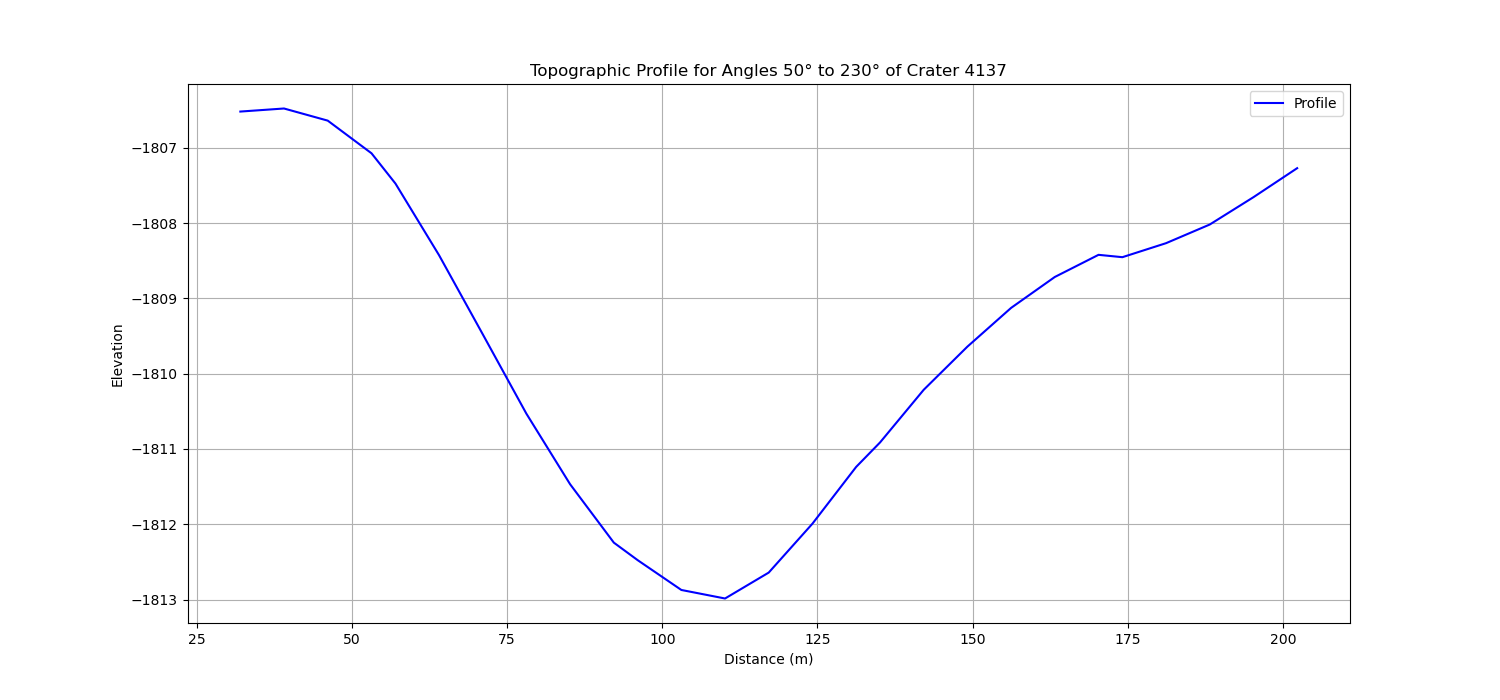 Topographic Profile for Angles 50° to 230° of Crater 4137
Profile
−1807
−1808
−1809
−1810
−1811
−1812
−1813
Elevation
25 50 75 100 125 150 175 200
Distance (m)